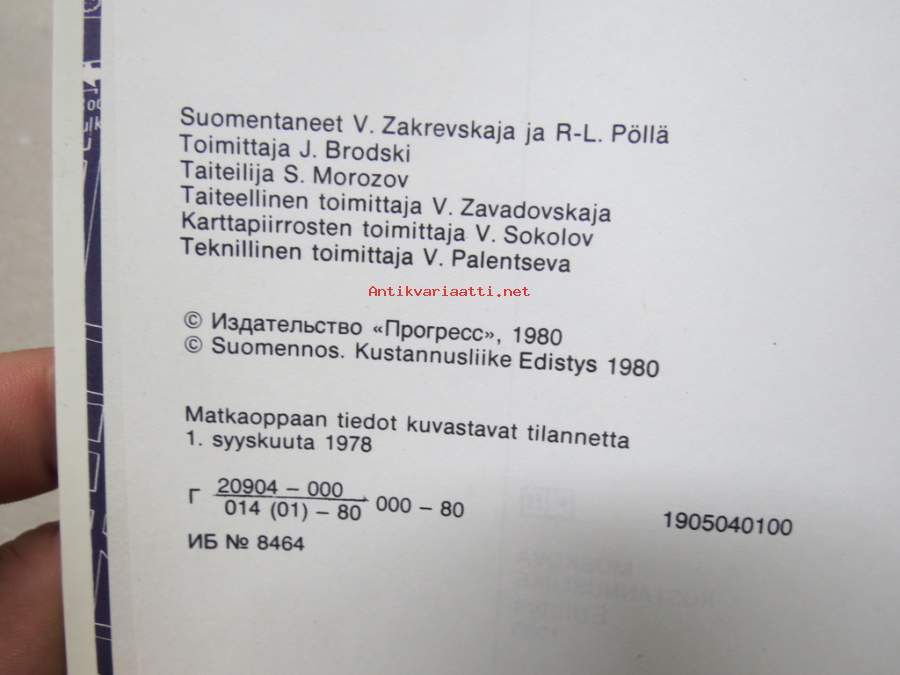 Suomentaneet V. Zakrevskaja ja R-L. Pöllä
Toimittaja J. Brodski
Taiteilija S. Morozov
Taiteellinen toimittaja V. Zavadovskaja
Karttapiirrosten toimittaja V. Sokolov
Teknillinen toimittaja V. Palentseva
Antikvariaatti.net
© Издательство «Прогресс», 1980
© Suomennos. Kustannusliike Edistys 1980
Matkaoppaan tiedot kuvastavat tilannetta
1. syyskuuta 1978
Г 20904 – 000
014 (01) – 80 000 – 80
1905040100
ИБ № 8464